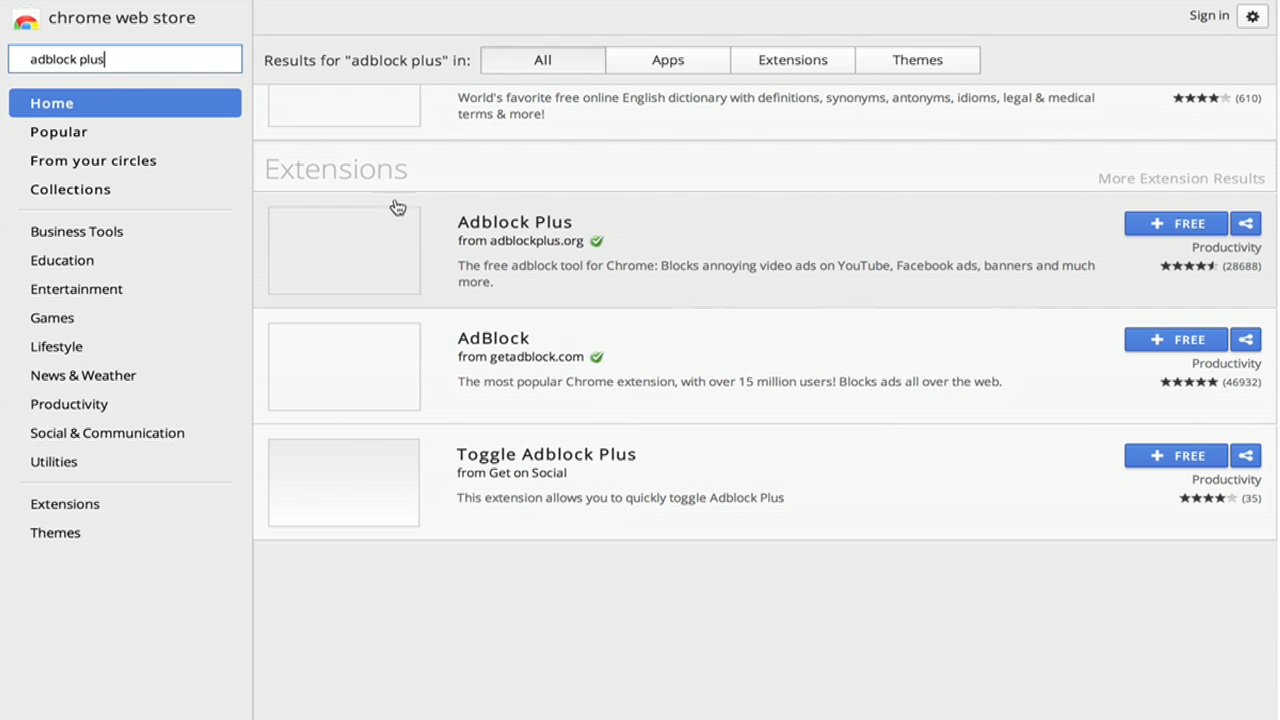 chrome web store
Sign in
adblock plus
Results for "adblock plus" in:
All
Apps
Extensions
Themes
Home
Popular
From your circles
Collections
Business Tools
Education
Entertainment
Games
Lifestyle
News & Weather
Productivity
Social & Communication
Utilities
Extensions
Themes
World's favorite free online English dictionary with definitions, synonyms, antonyms, idioms, legal & medical
terms & more!
(610)
Extensions
More Extension Results
Adblock Plus
from adblockplus.org
The free adblock tool for Chrome: Blocks annoying video ads on YouTube, Facebook ads, banners and much
more.
+ FREE
Productivity
(28688)
AdBlock
from getadblock.com
The most popular Chrome extension, with over 15 million users! Blocks ads all over the web.
+ FREE
Productivity
(46932)
Toggle Adblock Plus
from Get on Social
This extension allows you to quickly toggle Adblock Plus
+ FREE
Productivity
(35)